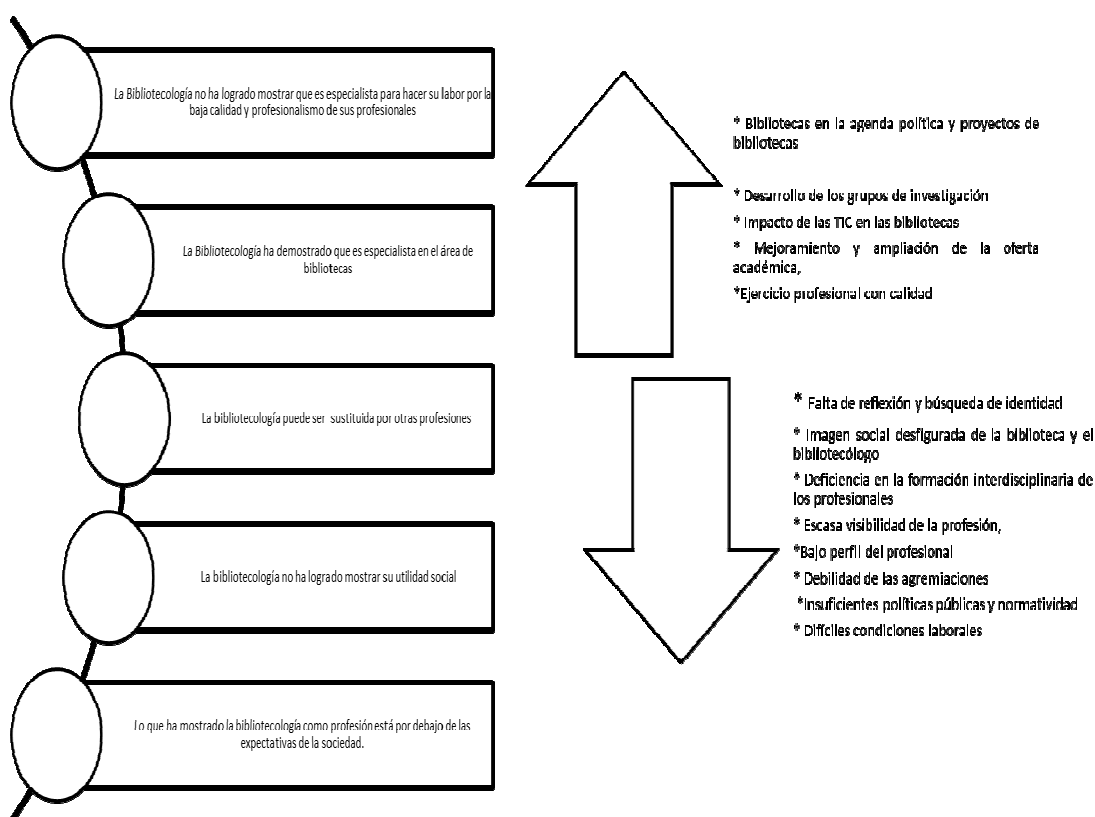 La Bibliotecología no ha logrado mostrar que es especialista para hacer su labor por la
baja calidad y profesionalismo de sus profesionales
La Bibliotecología ha demostrado que es especialista en el área de
bibliotecas
La bibliotecología puede ser sustituida por otras profesiones
La bibliotecología no ha logrado mostrar su utilidad social
Lo que ha mostrado la bibliotecología como profesión está por debajo de las
expectativas de la sociedad.
* Bibliotecas en la agenda política y proyectos de
bibliotecas
* Desarrollo de los grupos de investigación
* Impacto de las TIC en las bibliotecas
* Mejoramiento y ampliación de la oferta
académica,
*Ejercicio profesional con calidad
* Falta de reflexión y búsqueda de identidad
* Imagen social desfigurada de la biblioteca y el
bibliotecólogo
* Deficiencia en la formación interdisciplinaria de
los profesionales
* Escasa visibilidad de la profesión,
*Bajo perfil del profesional
* Debilidad de las agremiaciones
*Insuficientes políticas públicas y normatividad
* Difíciles condiciones laborales